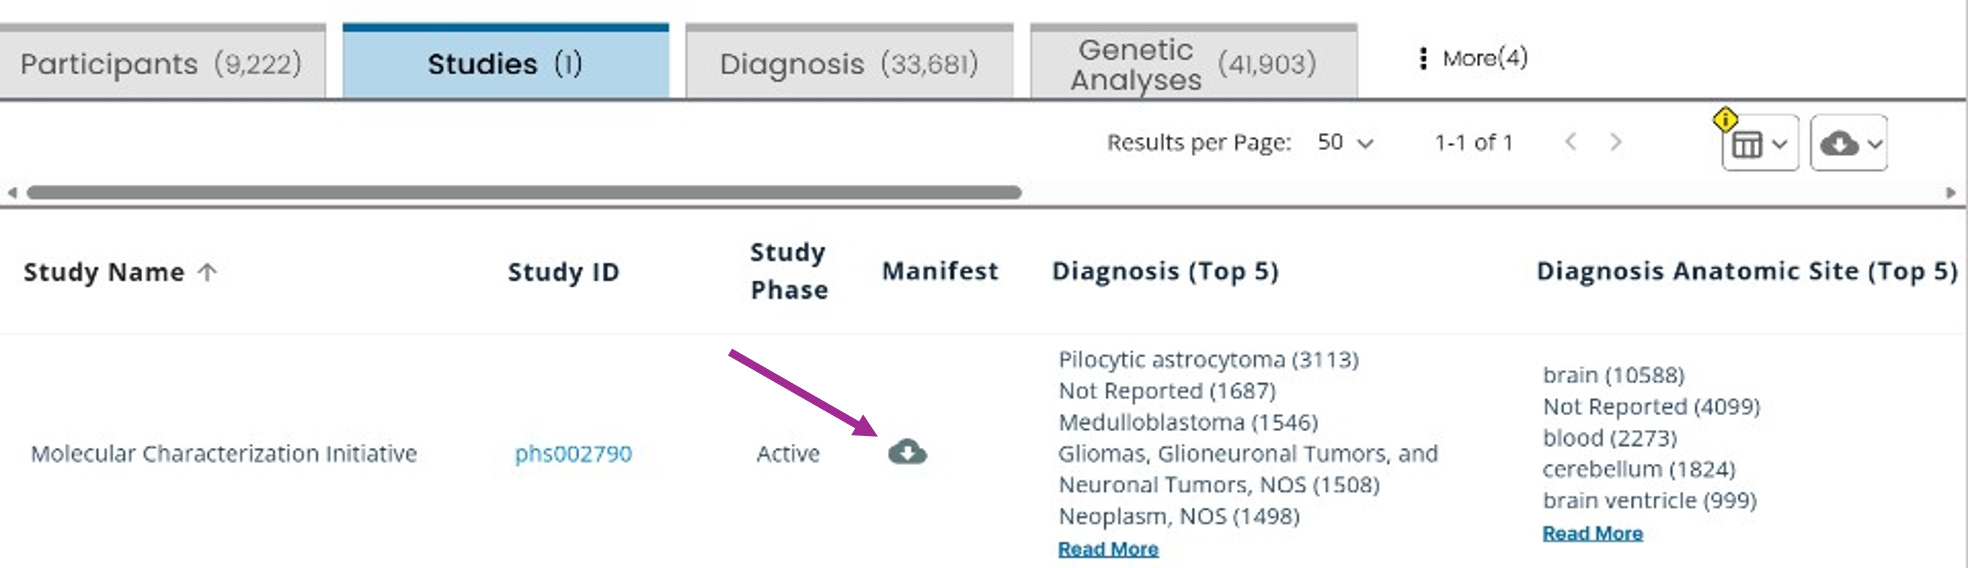 Participants (9,222)
Studies (1)
Diagnosis (33,681)
Genetic
Analyses (41,903)
More(4)
Results per Page: 50
1-1 of 1
Study Name ↑
Study ID
Study
Phase
Manifest
Diagnosis (Top 5)
Diagnosis Anatomic Site (Top 5)
Molecular Characterization Initiative
phs002790
Active
Pilocytic astrocytoma (3113)
Not Reported (1687)
Medulloblastoma (1546)
Gliomas, Glioneuronal Tumors, and
Neuronal Tumors, NOS (1508)
Neoplasm, NOS (1498)
Read More
brain (10588)
Not Reported (4099)
blood (2273)
cerebellum (1824)
brain ventricle (999)
Read More